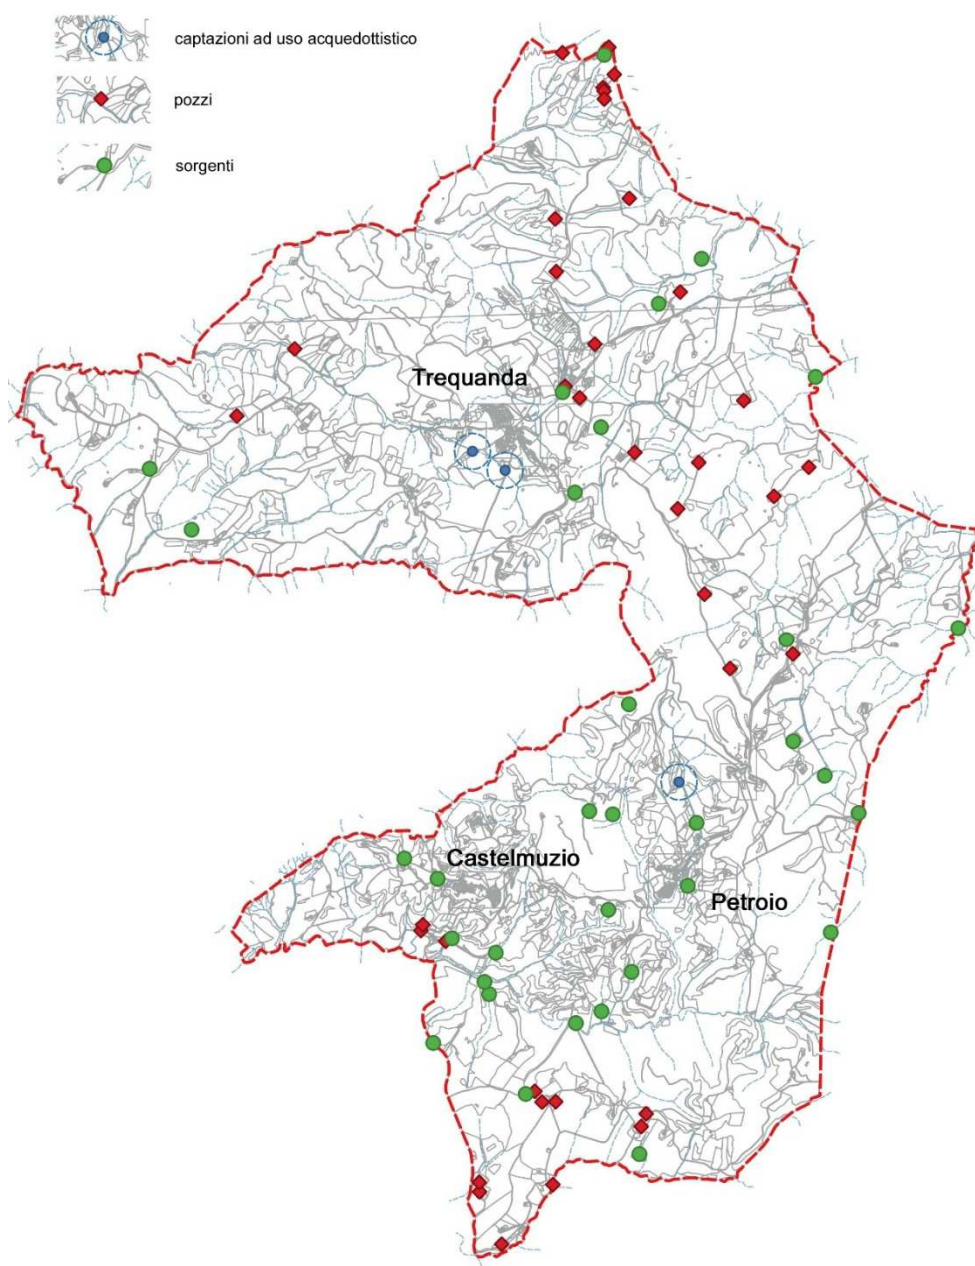 captazioni ad uso acquedottistico
pozzi
sorgenti
Trequanda
Castelmuzio
Petroio